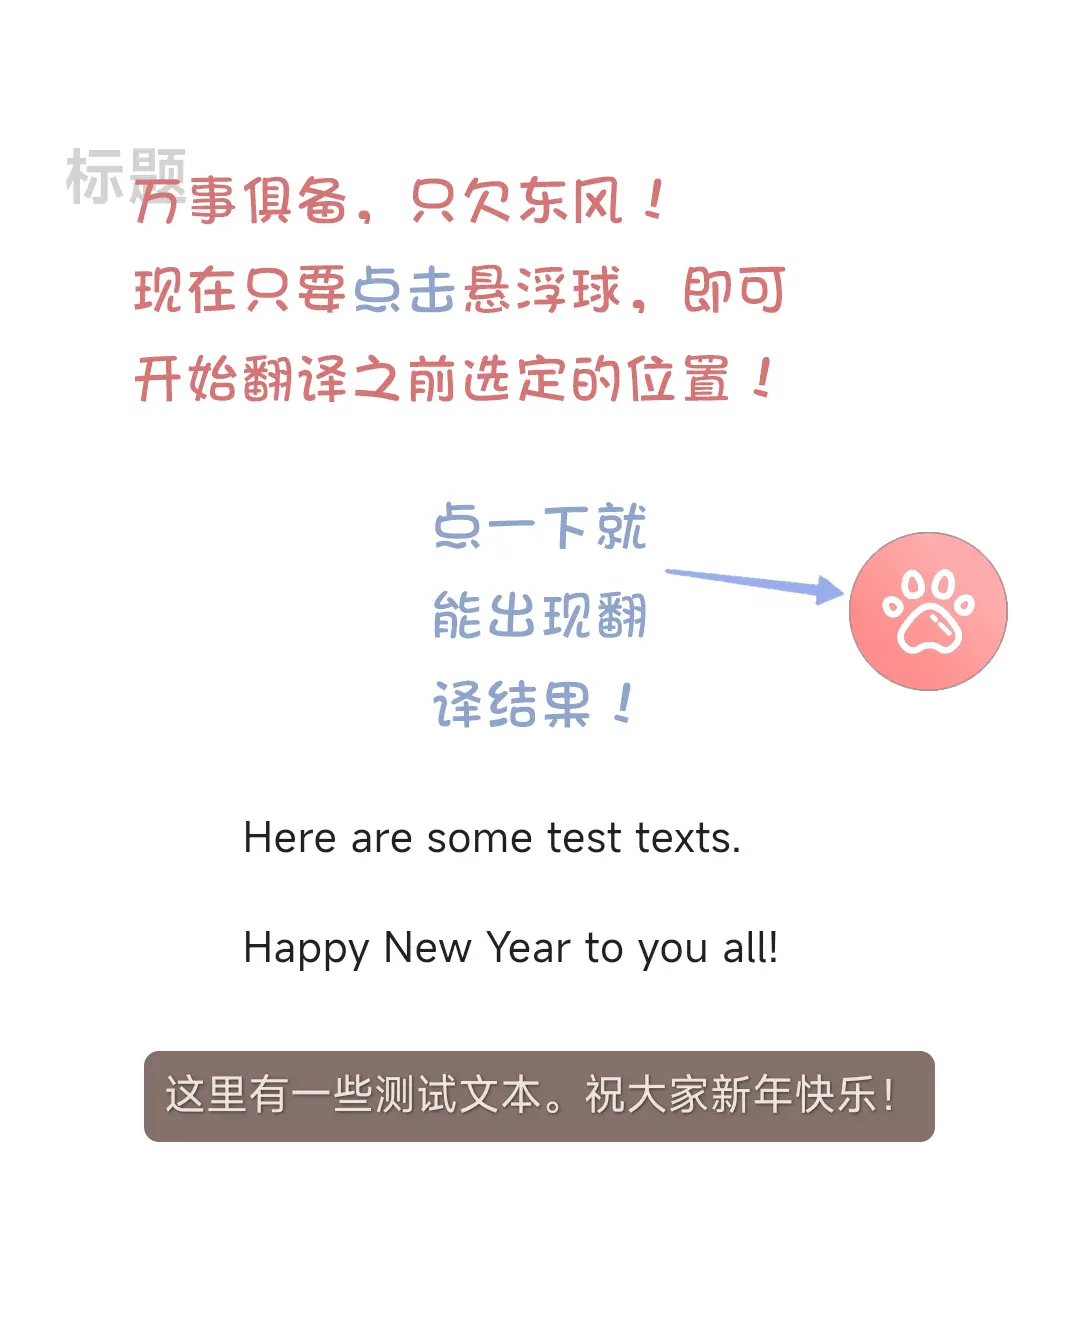 标题
万事俱备，只欠东风！
现在只要点击悬浮球，即可
开始翻译之前选定的位置！
点一下就
能出现翻
译结果！
Here are some test texts.
Happy New Year to you all!
这里有一些测试文本。祝大家新年快乐！